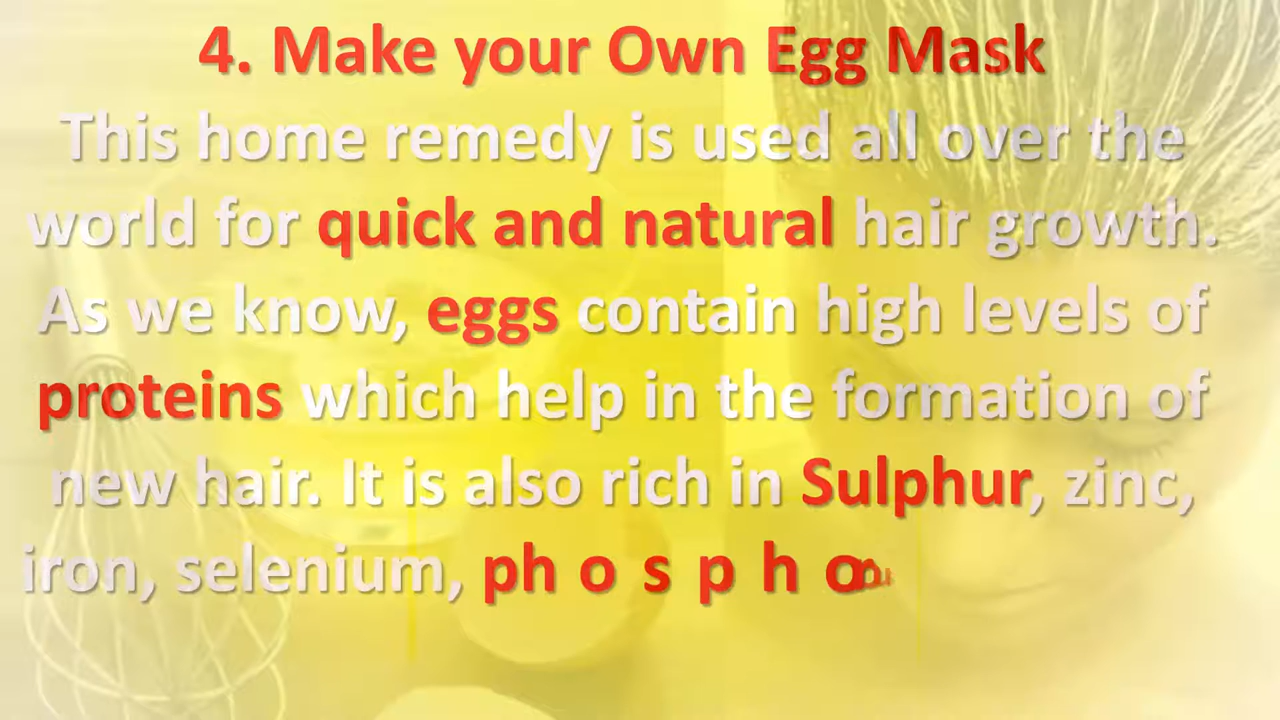 4. Make your Own Egg Mask
This home remedy is used all over the
world for quick and natural hair growth.
As we know, eggs contain high levels of
proteins which help in the formation of
new hair. It is also rich in Sulphur, zinc,
iron, selenium, phospho